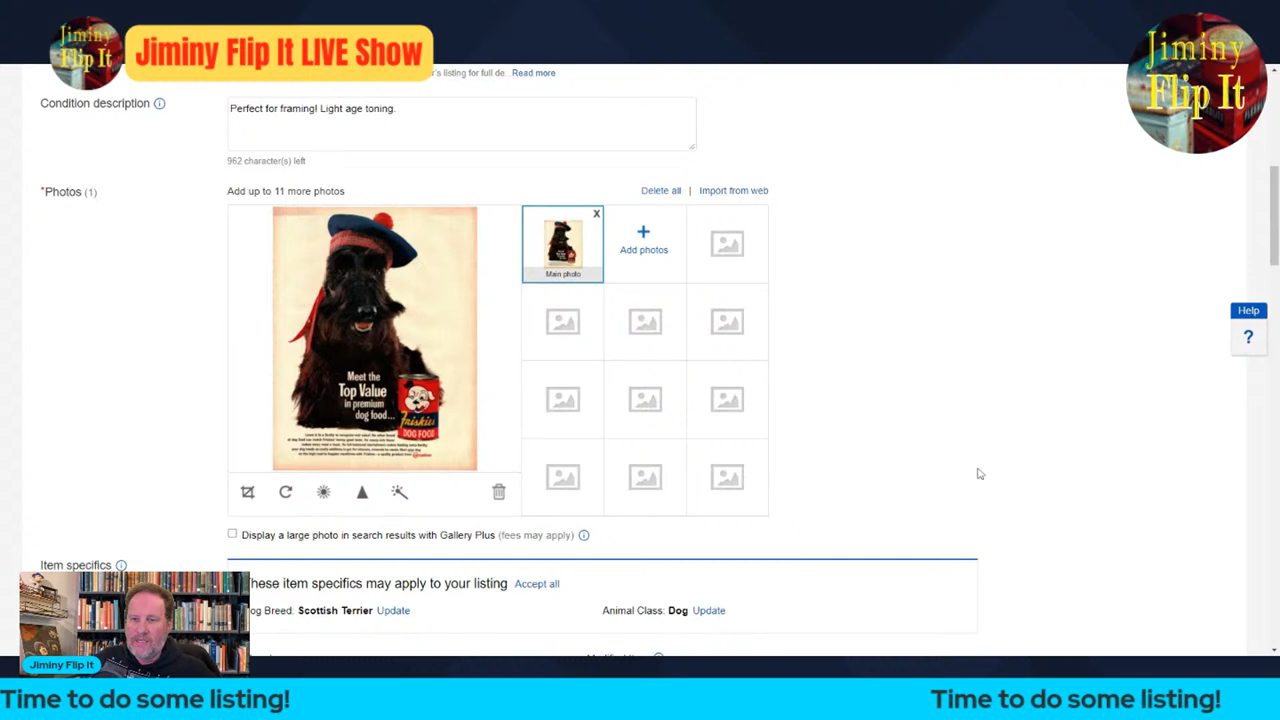 Jiminy
Flip It
Jiminy Flip It LIVE Show
Jiminy
Flip It
r's listing for full de. . Read more
Condition description
Perfect for framing! Light age toning.
962 character(s) left
*Photos (1)
Add up to 11 more photos
Delete all | Import from web
X
Main photo
+
Add photos
Meet the
Top Value
in premium
dog food...
Friskies
DOG FOOD
Help
?
Display a large photo in search results with Gallery Plus (fees may apply)
Item specifics
hese item specifics may apply to your listing Accept all
og Breed: Scottish Terrier Update
Animal Class: Dog Update
Jiminy Flip It
Time to do some listing!
Time to do some listing!